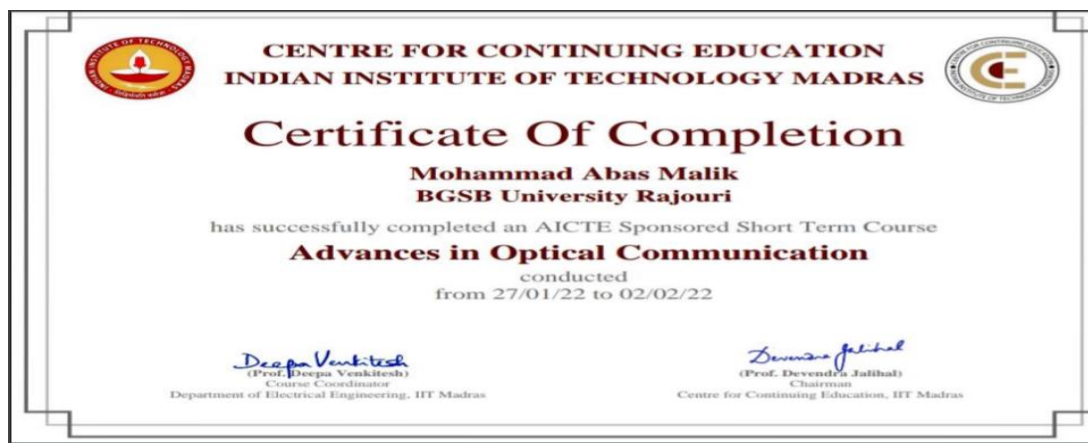 CENTRE FOR CONTINUING EDUCATION
INDIAN INSTITUTE OF TECHNOLOGY MADRAS
Certificate Of Completion
Mohammad Abas Malik
BGSB University Rajouri
has successfully completed an AICTE Sponsored Short Term Course
Advances in Optical Communication
conducted
from 27/01/22 to 02/02/22
Deepa Venkitesh
(Prof. Deepa Venkitesh)
Course Coordinator
Department of Electrical Engineering, IIT Madras
Devendra Jalihal
(Prof. Devendra Jalihal)
Chairman
Centre for Continuing Education, IIT Madras